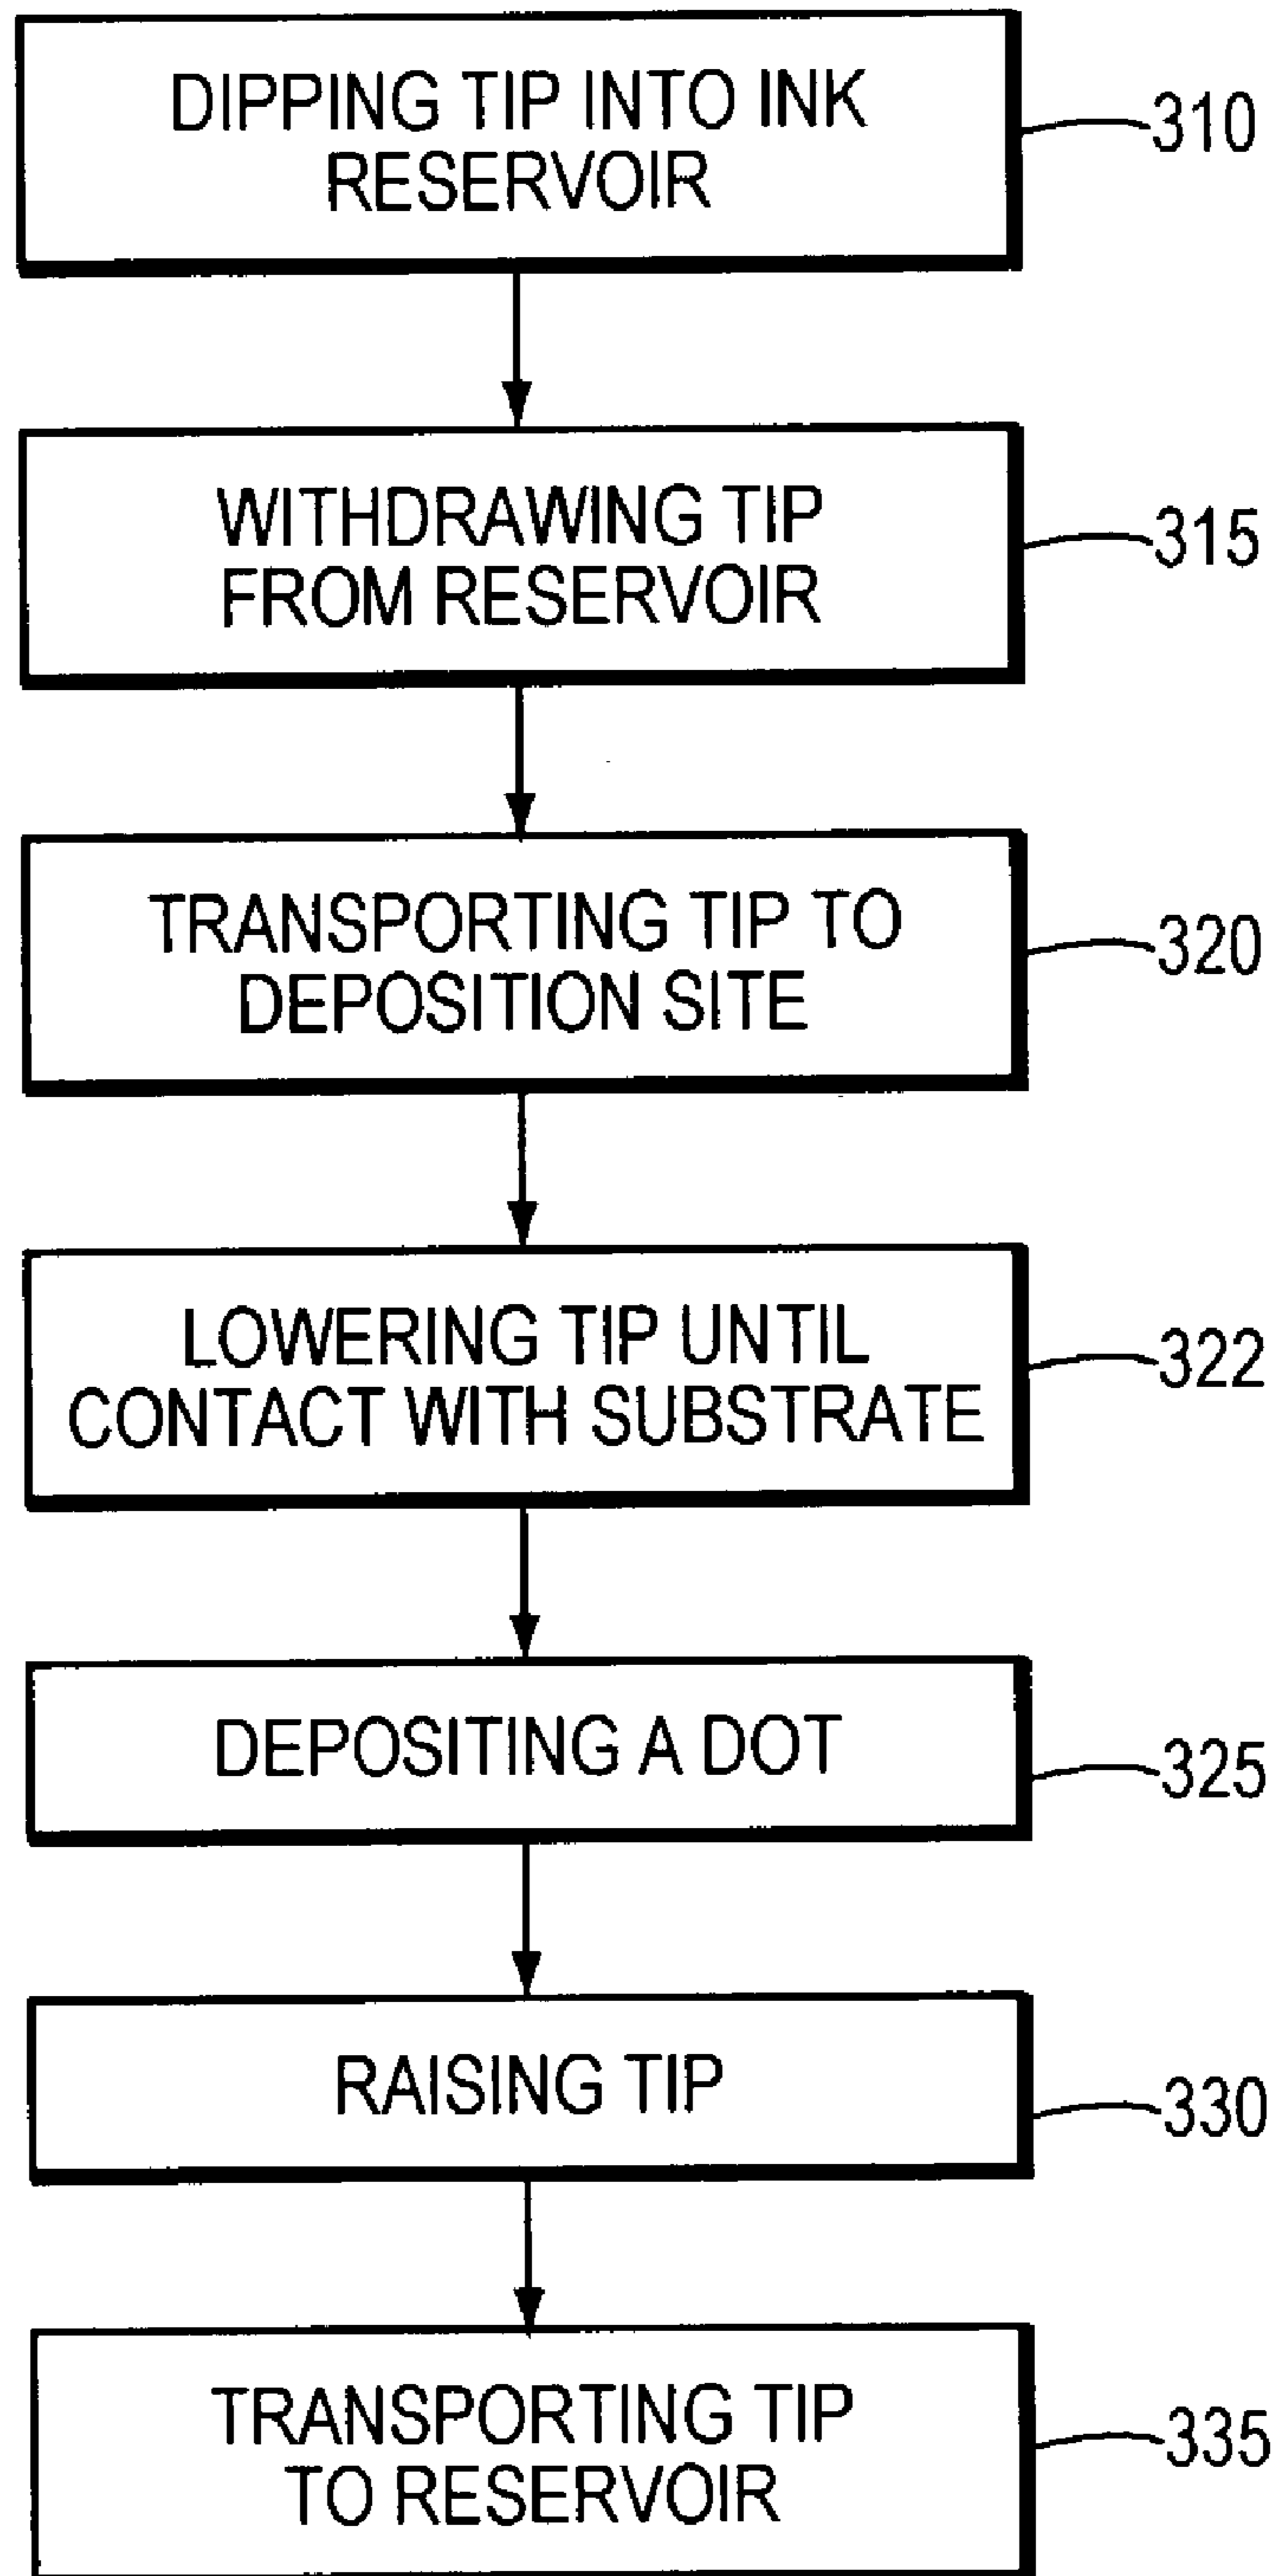 DIPPING TIP INTO INK
RESERVOIR
310
WITHDRAWING TIP
FROM RESERVOIR
315
TRANSPORTING TIP TO
DEPOSITION SITE
320
LOWERING TIP UNTIL
CONTACT WITH SUBSTRATE
322
DEPOSITING A DOT
325
RAISING TIP
330
TRANSPORTING TIP
TO RESERVOIR
335